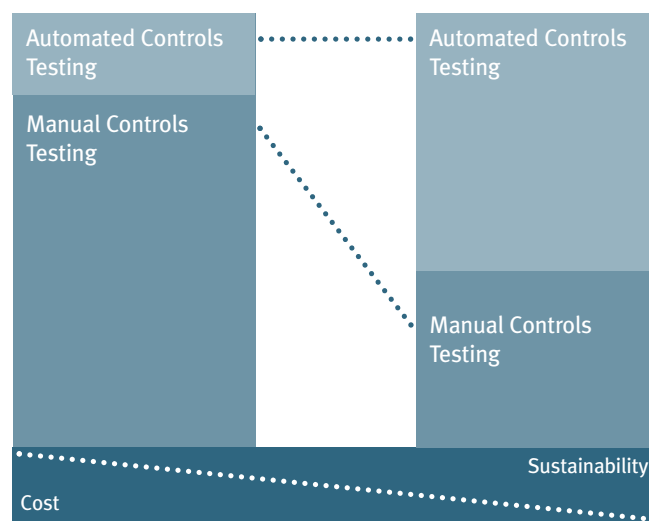 Automated Controls
Testing
Manual Controls
Testing
Automated Controls
Testing
Manual Controls
Testing
Sustainability
Cost